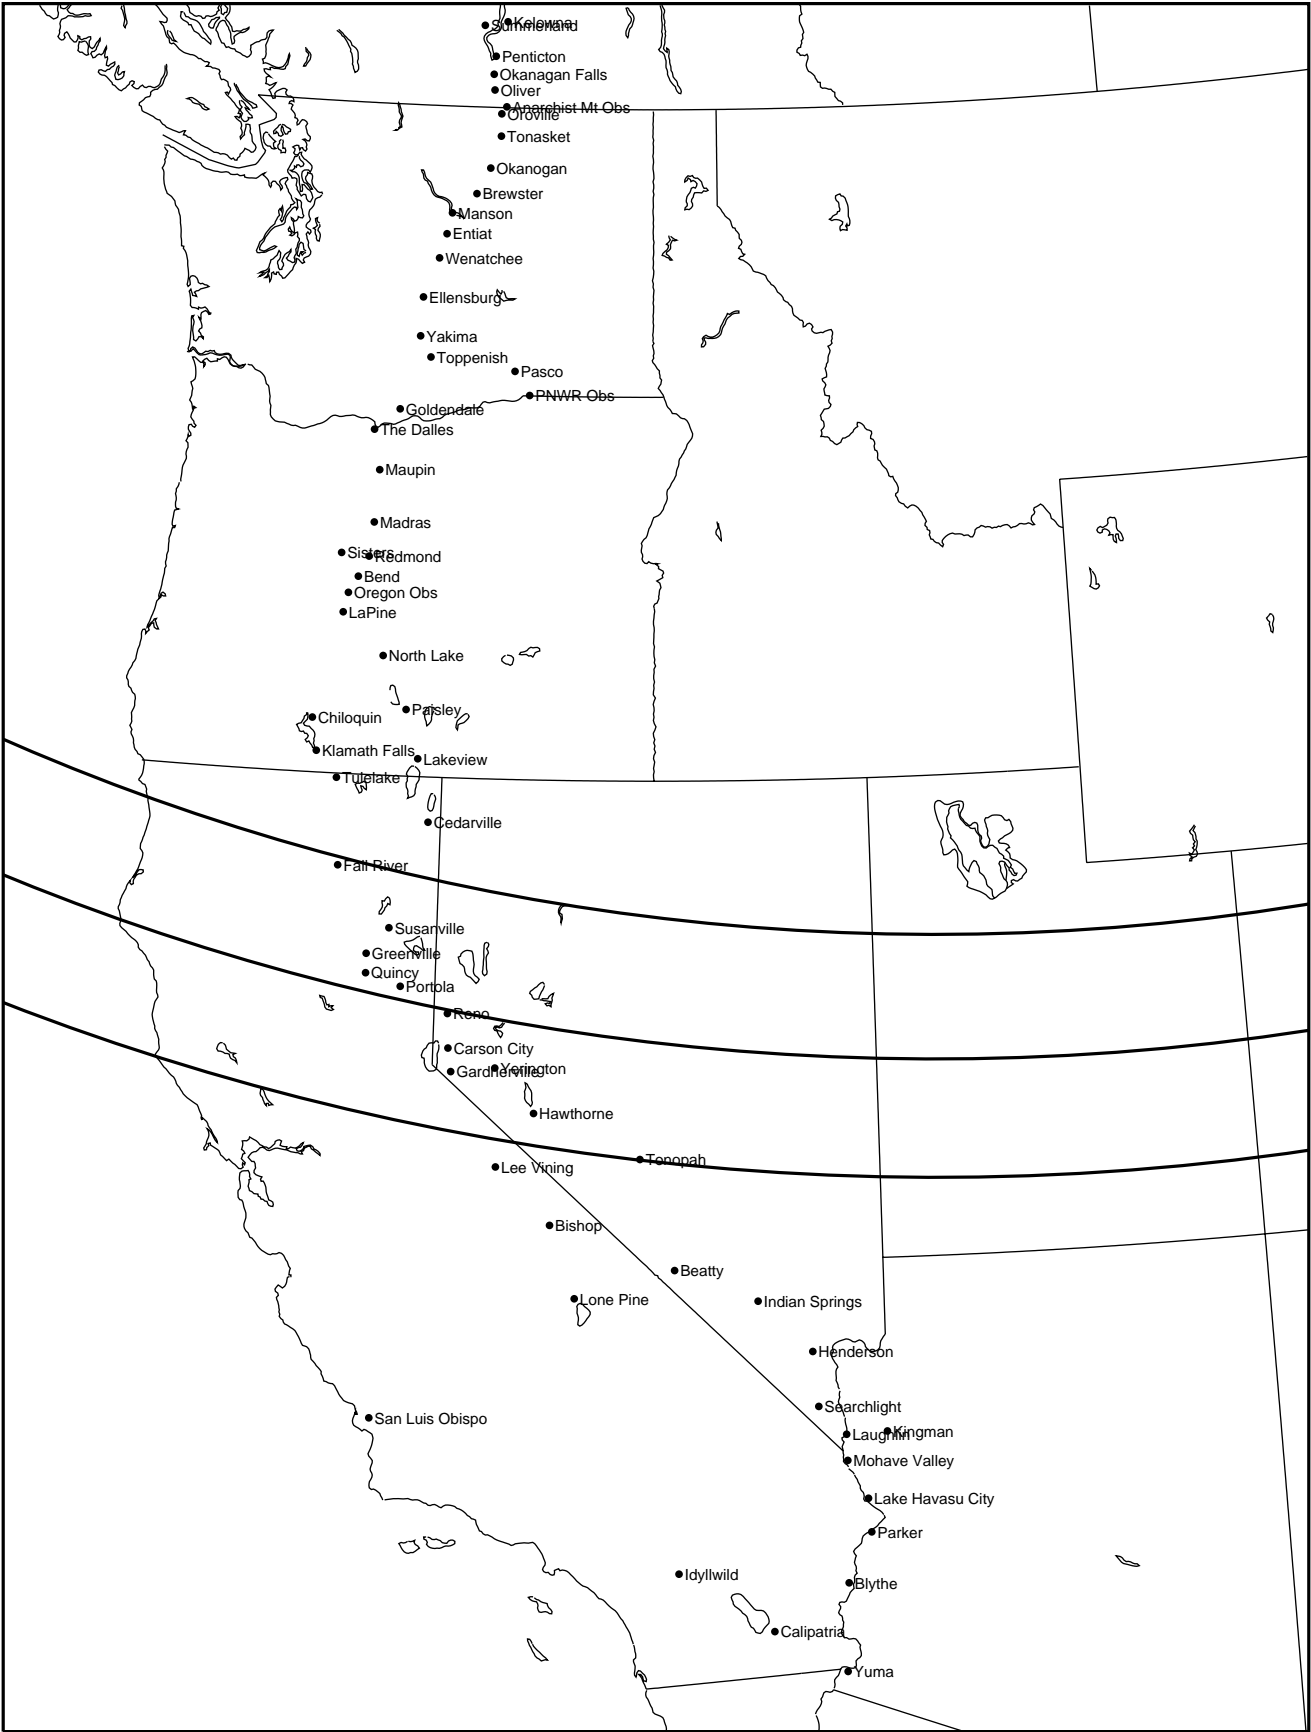 Kelowna
Summerland
Penticton
Okanagan Falls
Oliver
Anarchist Mt Obs
Oroville
Tonasket
Okanogan
Brewster
Manson
Entiat
Wenatchee
Ellensburg
Yakima
Toppenish
Pasco
PNWR Obs
Goldendale
The Dalles
Maupin
Madras
Sisters
Redmond
Bend
Oregon Obs
LaPine
North Lake
Paisley
Chiloquin
Klamath Falls
Lakeview
Tulelake
Cedarville
Fall River
Susanville
Greenville
Quincy
Portola
Reno
Carson City
Yerington
Gardnerville
Hawthorne
Tonopah
Lee Vining
Bishop
Beatty
Lone Pine
Indian Springs
Henderson
Searchlight
San Luis Obispo
Kingman
Laughlin
Mohave Valley
Lake Havasu City
Parker
Idyllwild
Blythe
Calipatria
Yuma